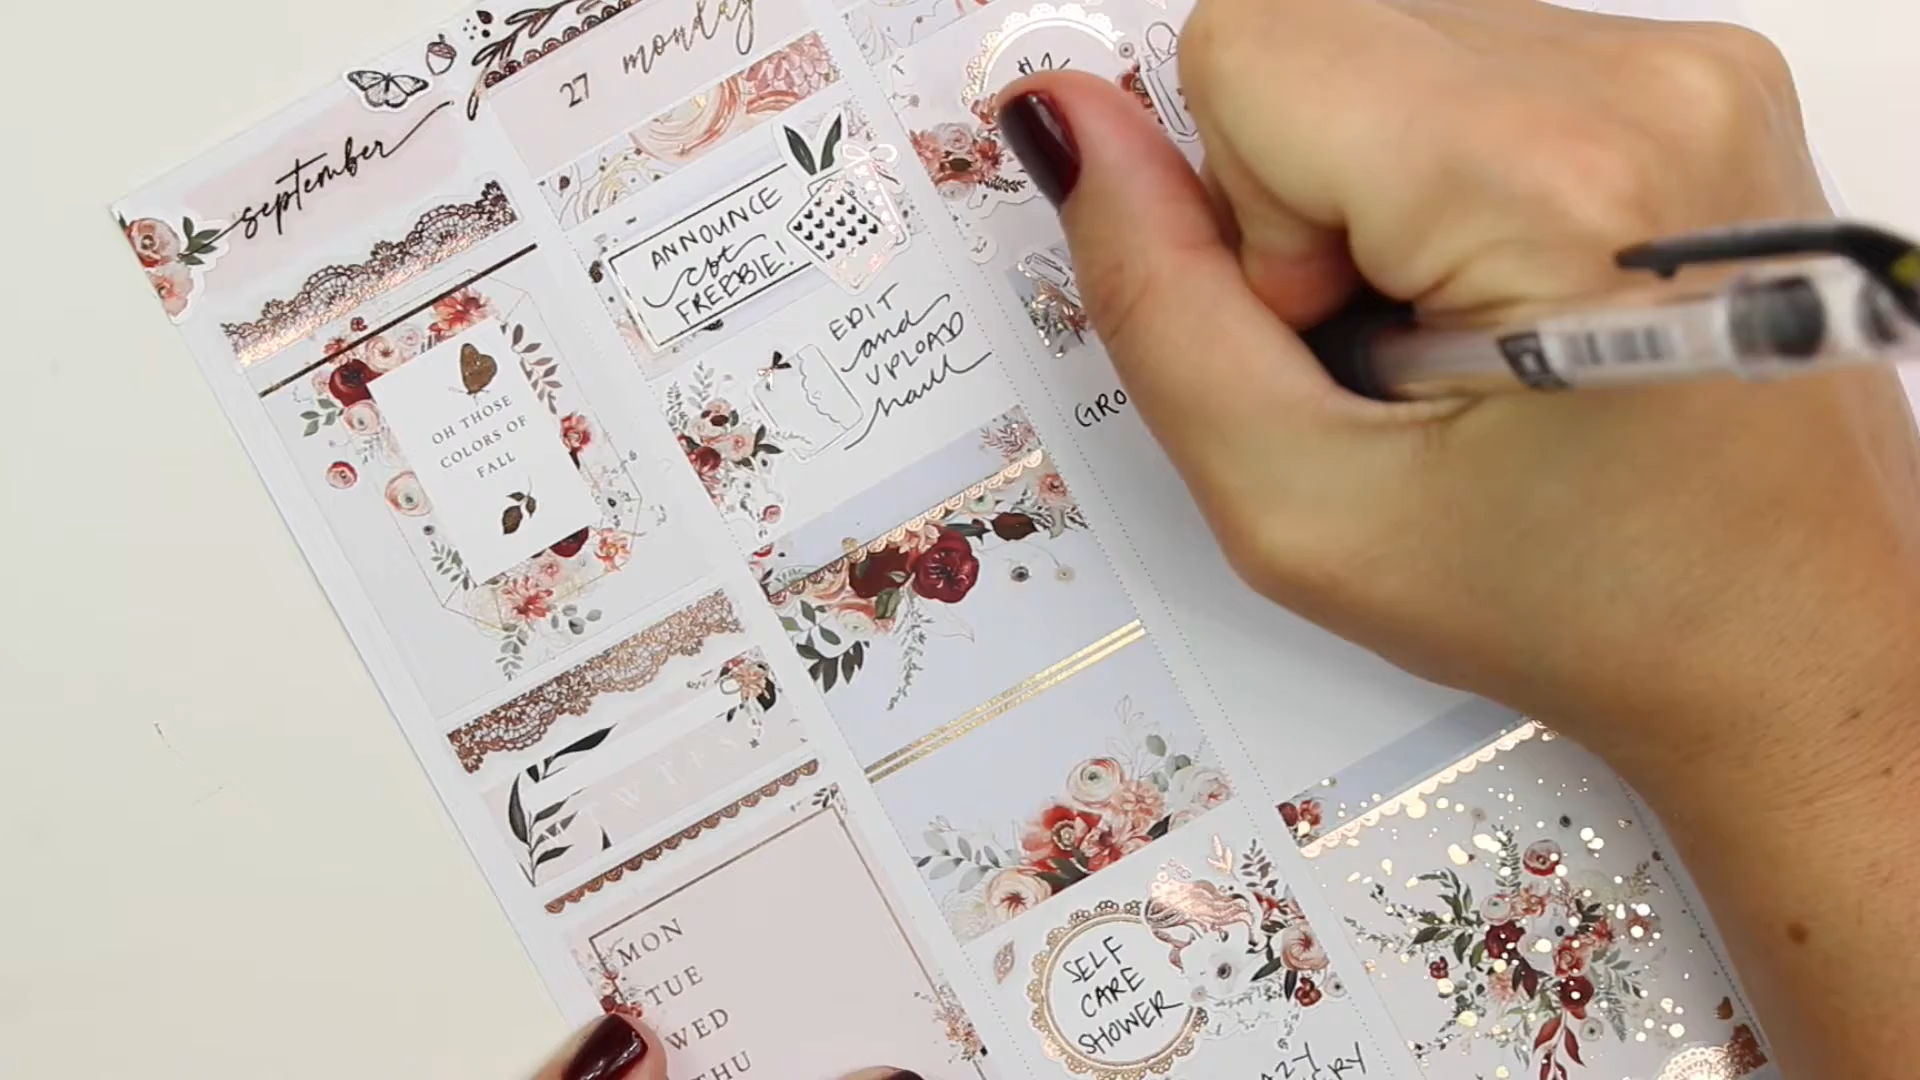 september
27 monday
OH THOSE
COLORS OF
FALL
ANNOUNCE
cbt
FREEBIE!
EDIT
and
UPLOAD
haul
MON
TUE
WED
THU
SELF
CARE
SHOWER
#2
GRO